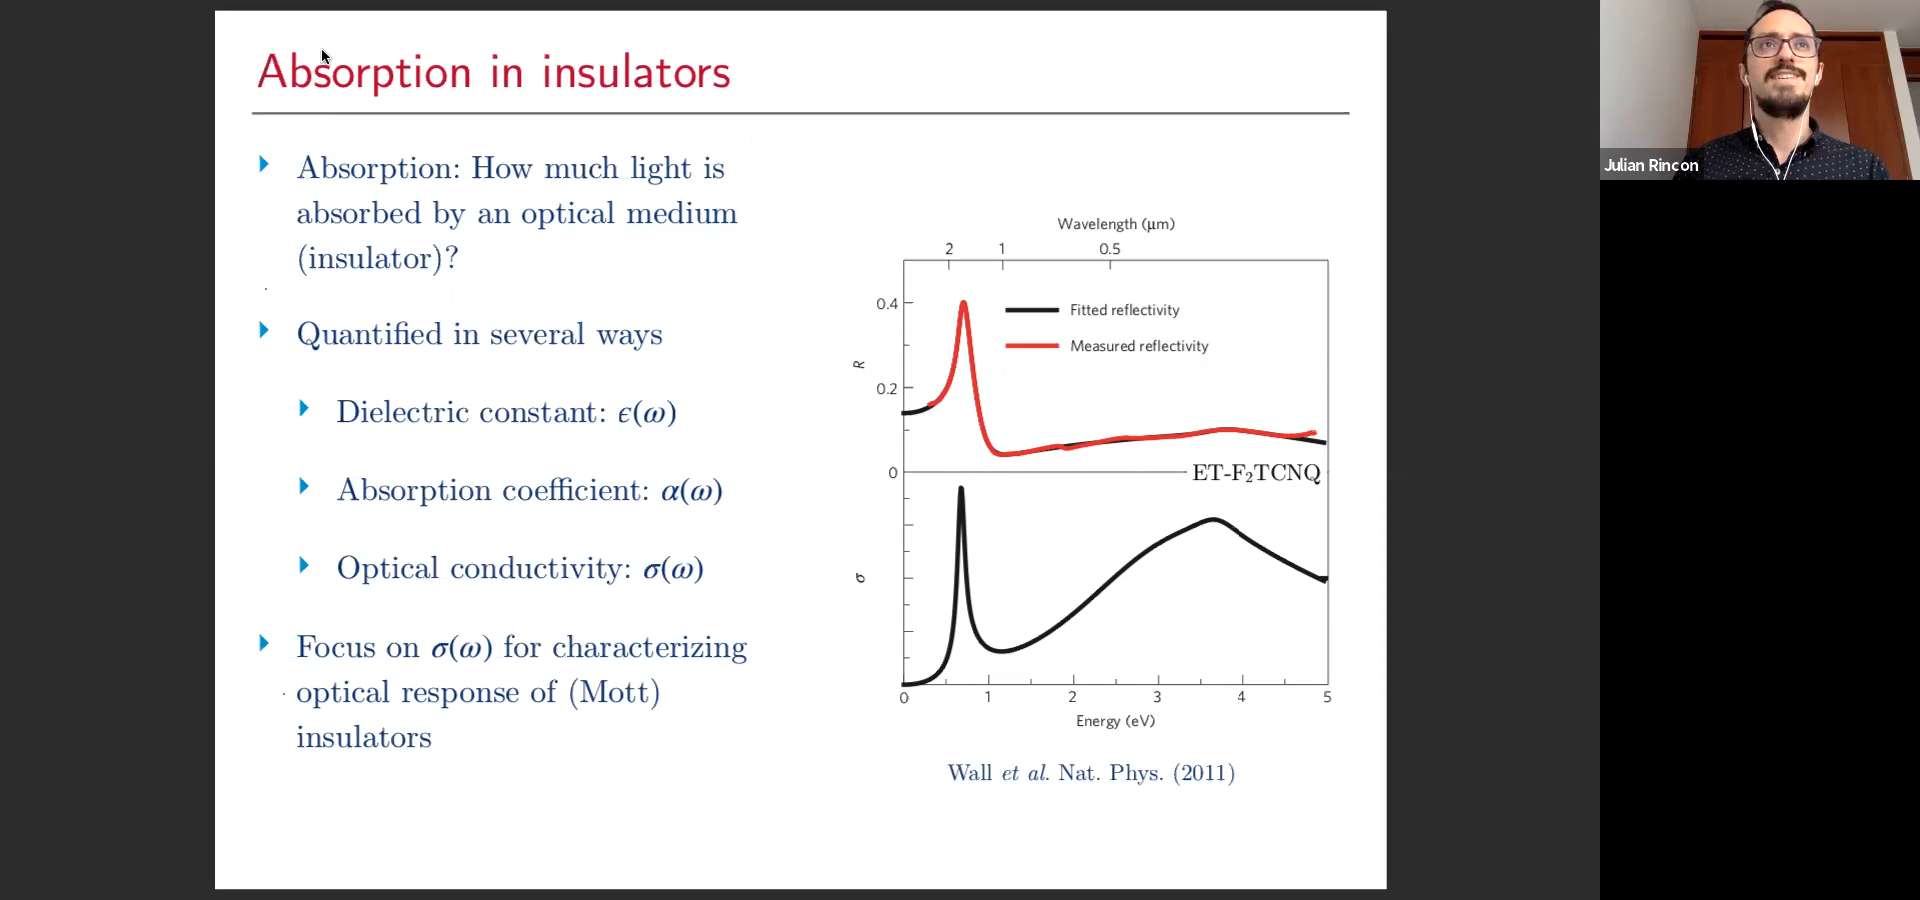 Absorption in insulators
Absorption: How much light is
absorbed by an optical medium
(insulator)?
Quantified in several ways
Dielectric constant: ϵ(ω)
Absorption coefficient: α(ω)
Optical conductivity: σ(ω)
Focus on σ(ω) for characterizing
optical response of (Mott)
insulators
Wavelength (μm)
2 1 0.5
0.4
Fitted reflectivity
Measured reflectivity
R
0.2
0
ET-F₂TCNQ
σ
0 1 2 3 4 5
Energy (eV)
Wall et al. Nat. Phys. (2011)
Julian Rincon